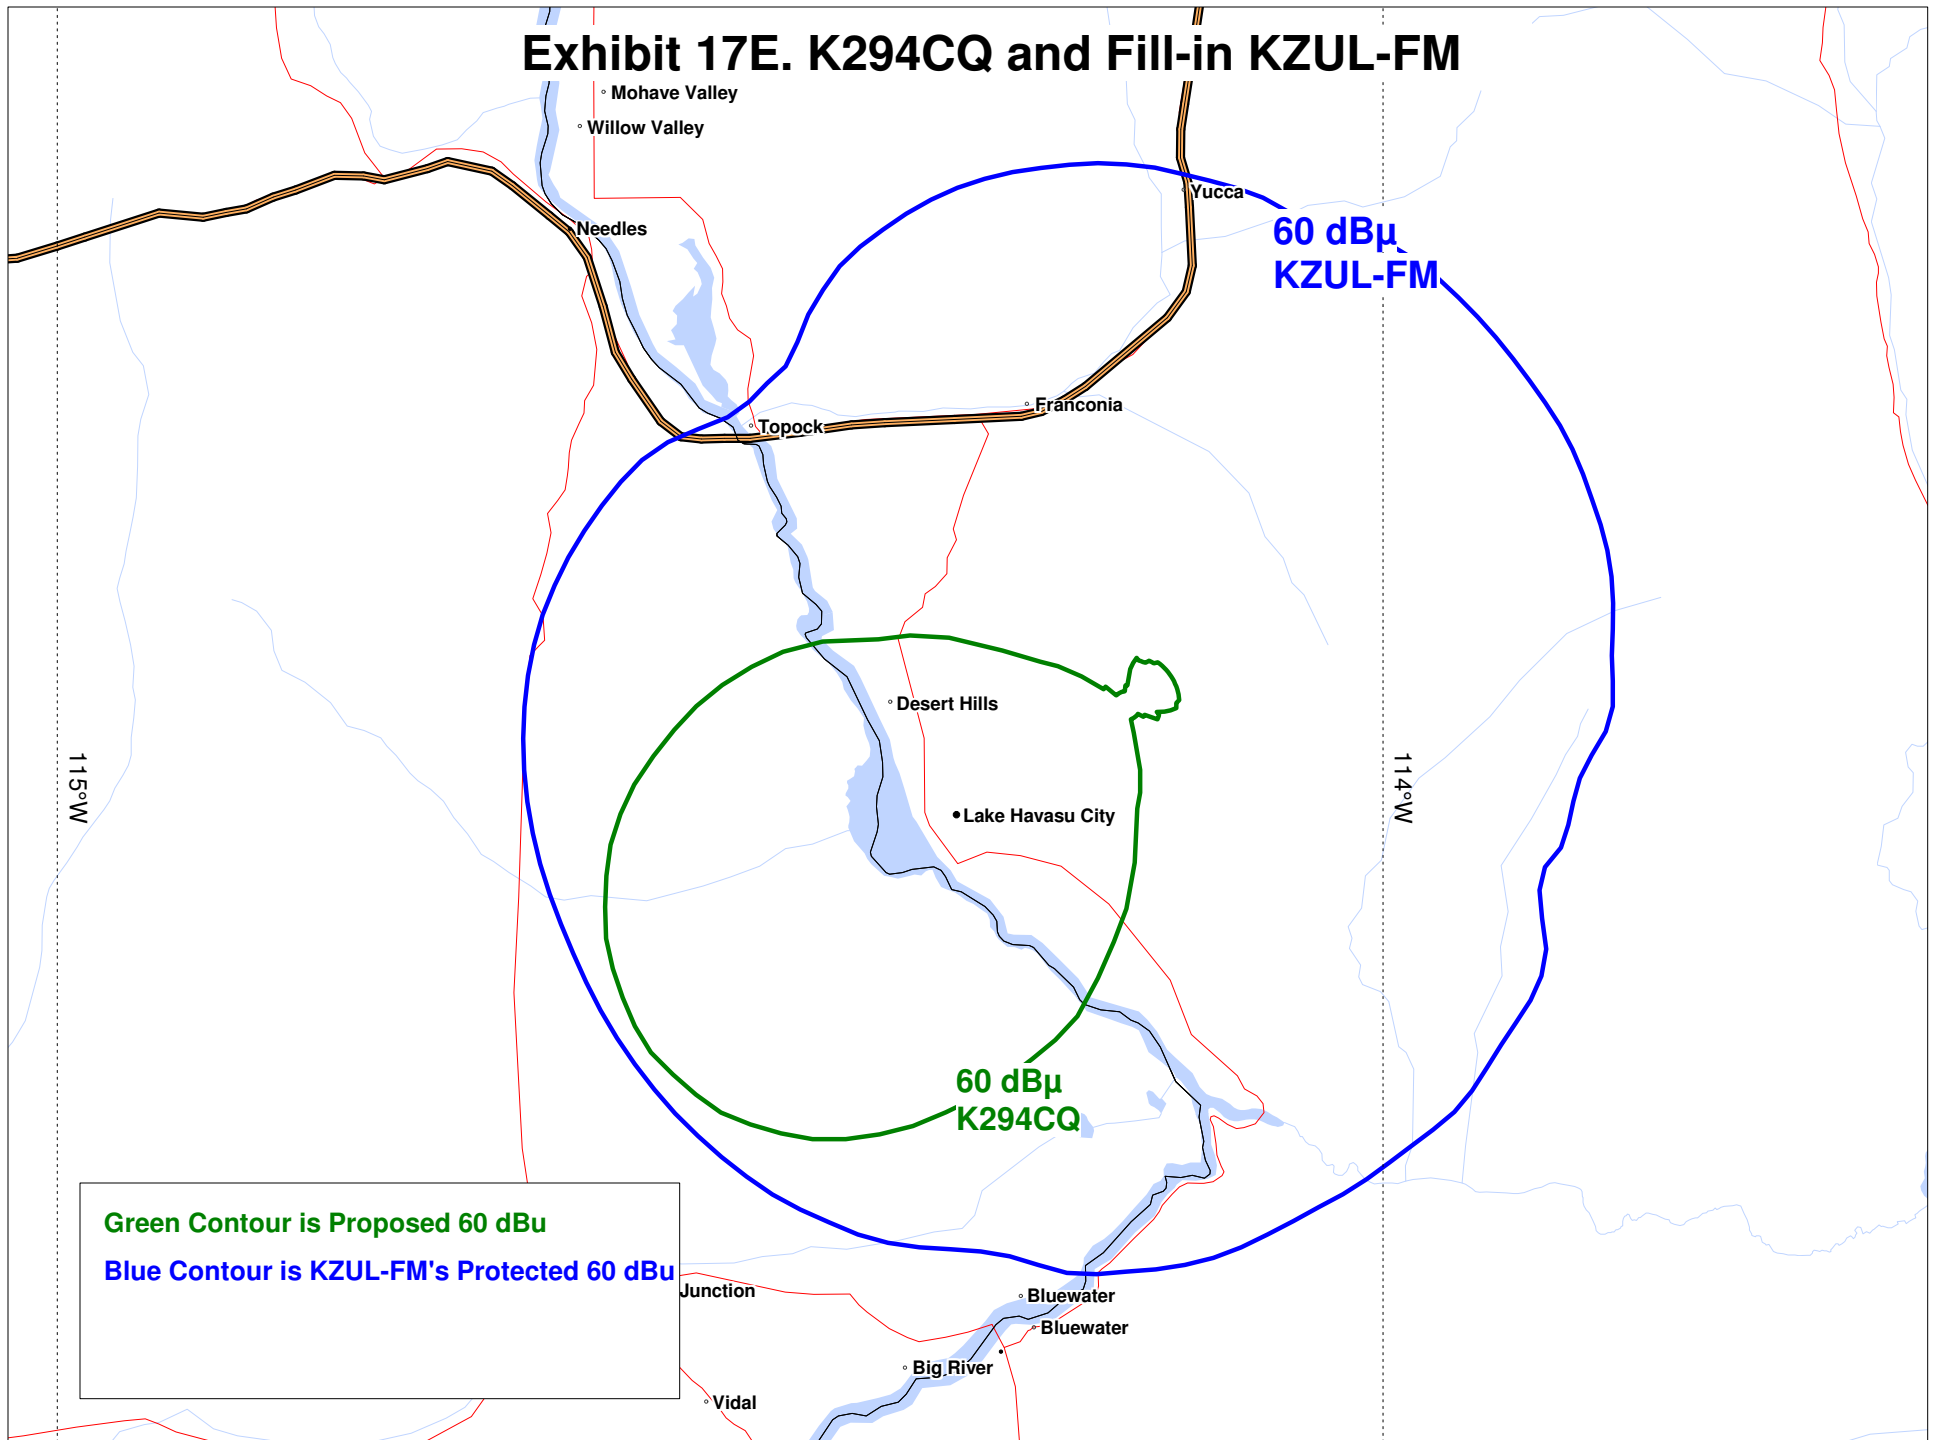 Exhibit 17E. K294CQ and Fill-in KZUL-FM
Mohave Valley
Willow Valley
Yucca
Needles
60 dBµ
KZUL-FM
Franconia
Topock
Desert Hills
115°W
114°W
Lake Havasu City
60 dBµ
K294CQ
Green Contour is Proposed 60 dBu
Blue Contour is KZUL-FM's Protected 60 dBu
Junction
Bluewater
Bluewater
Big River
Vidal